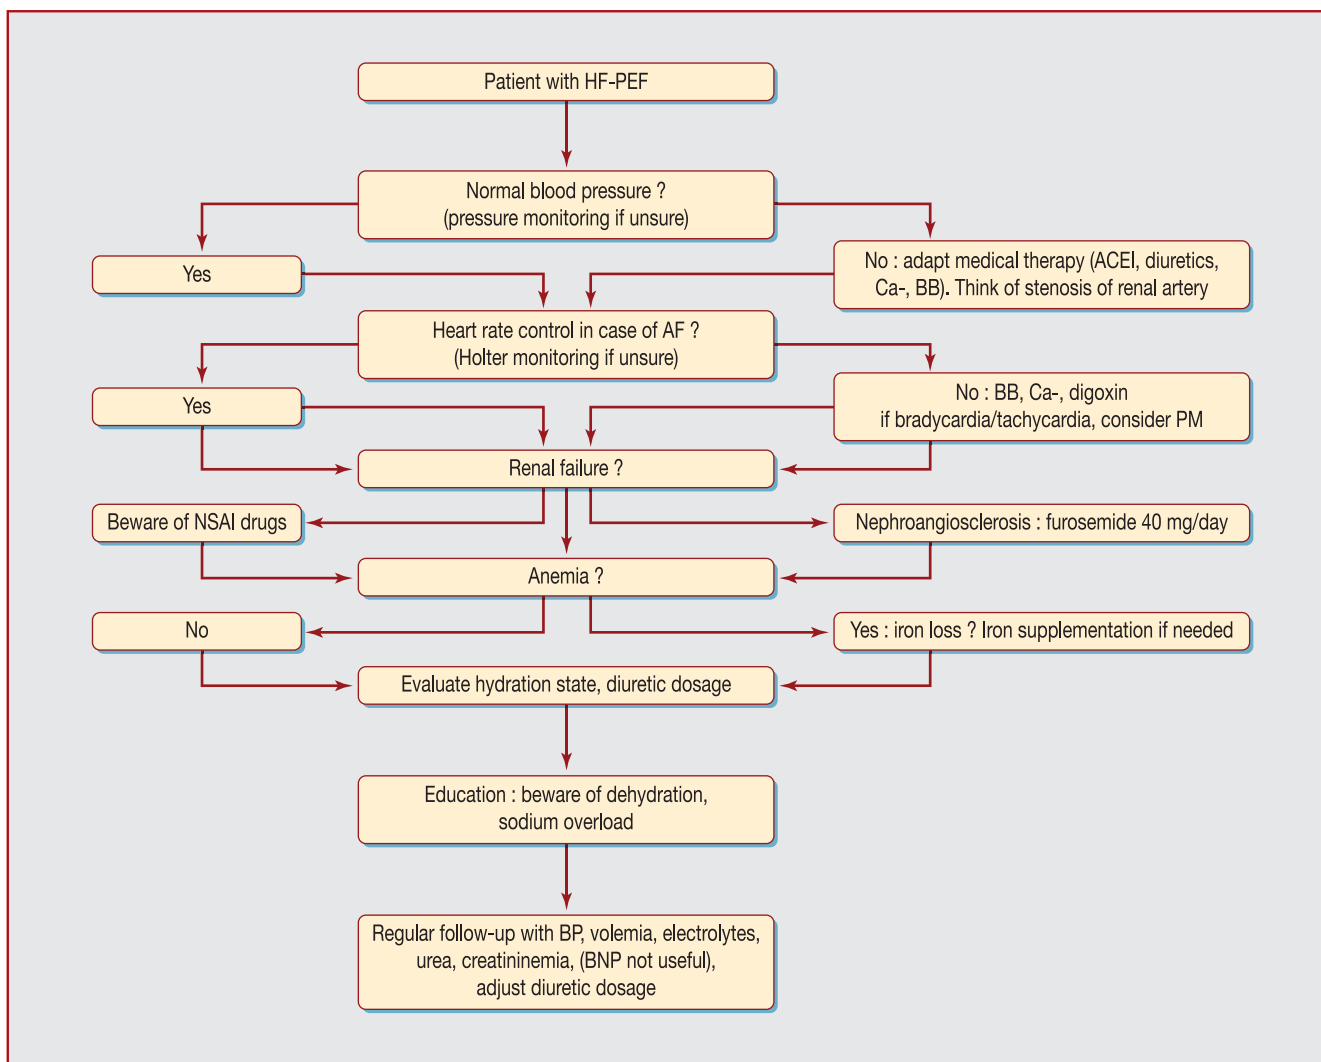 Patient with HF-PEF
Normal blood pressure ?
(pressure monitoring if unsure)
Yes
No : adapt medical therapy (ACEI, diuretics,
Ca-, BB). Think of stenosis of renal artery
Heart rate control in case of AF ?
(Holter monitoring if unsure)
Yes
No : BB, Ca-, digoxin
if bradycardia/tachycardia, consider PM
Renal failure ?
Beware of NSAI drugs
Nephroangiosclerosis : furosemide 40 mg/day
Anemia ?
No
Yes : iron loss ? Iron supplementation if needed
Evaluate hydration state, diuretic dosage
Education : beware of dehydration,
sodium overload
Regular follow-up with BP, volemia, electrolytes,
urea, creatininemia, (BNP not useful),
adjust diuretic dosage